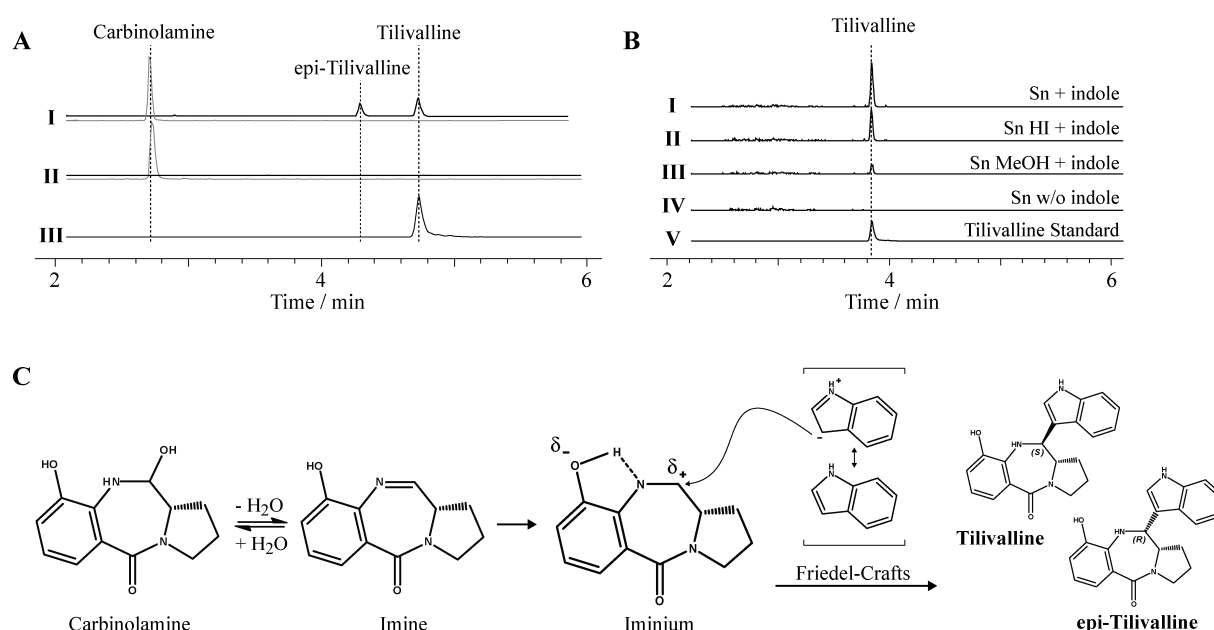 A
Carbinolamine
Tilivalline
epi-Tilivalline
I
II
III
2
4
6
Time / min
B
Tilivalline
I
Sn + indole
II
Sn HI + indole
III
Sn MeOH + indole
IV
Sn w/o indole
V
Tilivalline Standard
2
4
6
Time / min
C
HO
HN
OH
N
O
Carbinolamine
- H2O
+ H2O
HO
N
N
O
Imine
δ-
O
H
N
δ+
N
O
Iminium
H
N
+
-
H
N
Friedel-Crafts
H
N
HO
HN
(S)
N
O
Tilivalline
H
N
HO
HN
(R)
N
O
epi-Tilivalline